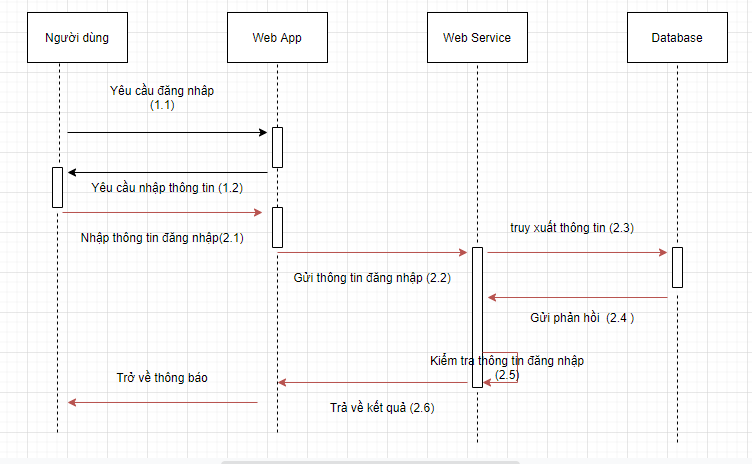 Người dùng
Web App
Web Service
Database
Yêu cầu đăng nhập
(1.1)
Yêu cầu nhập thông tin (1.2)
Nhập thông tin đăng nhập(2.1)
truy xuất thông tin (2.3)
Gửi thông tin đăng nhập (2.2)
Gửi phản hồi (2.4 )
Kiểm tra thông tin đăng nhập
(2.5)
Trở về thông báo
Trả về kết quả (2.6)